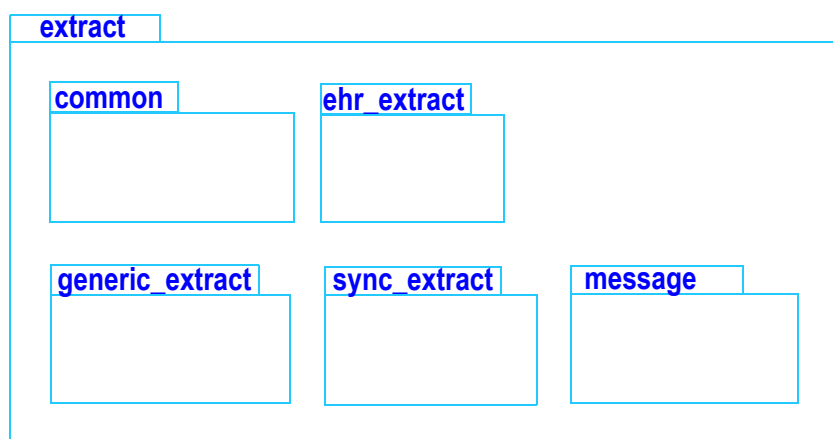 extract
common
ehr_extract
generic_extract
sync_extract
message